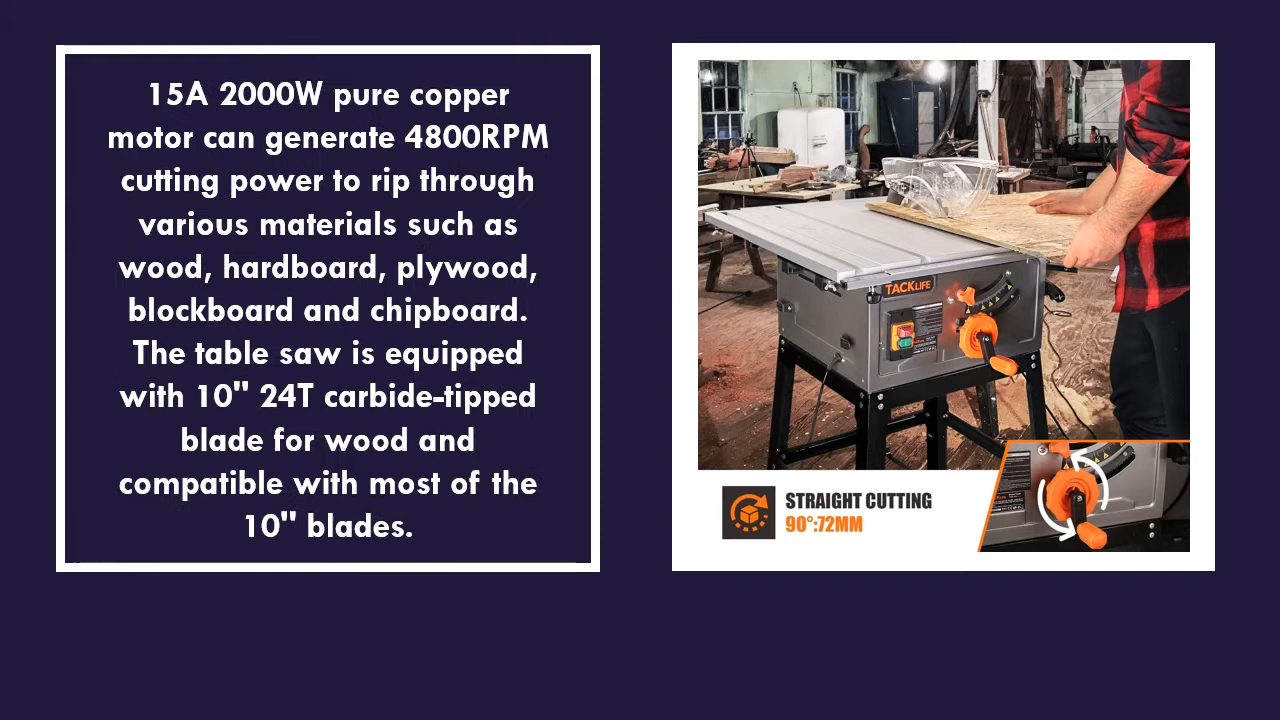 15A 2000W pure copper
motor can generate 4800RPM
cutting power to rip through
various materials such as
wood, hardboard, plywood,
blockboard and chipboard.
The table saw is equipped
with 10" 24T carbide-tipped
blade for wood and
compatible with most of the
10" blades.
TACKLIFE
STRAIGHT CUTTING
90°:72MM